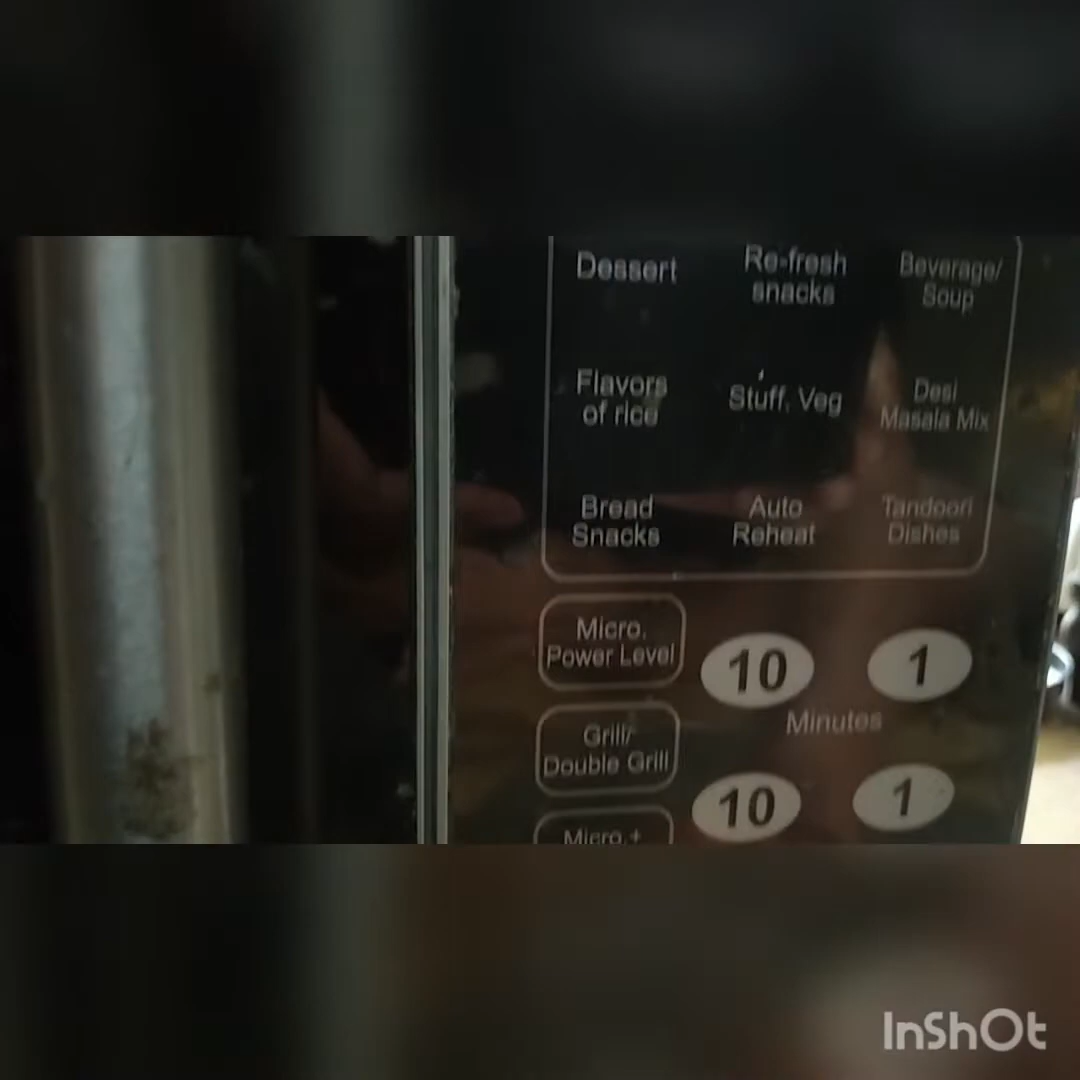 Dessert
Re-fresh
snacks
Beverage/
Soup
Flavors
of rice
Stuff. Veg
Desi
Masala Mix
Bread
Snacks
Auto
Reheat
Tandoori
Dishes
Micro.
Power Level
10
1
Minutes
Grill/
Double Grill
10
1
Micro.+
InShOt